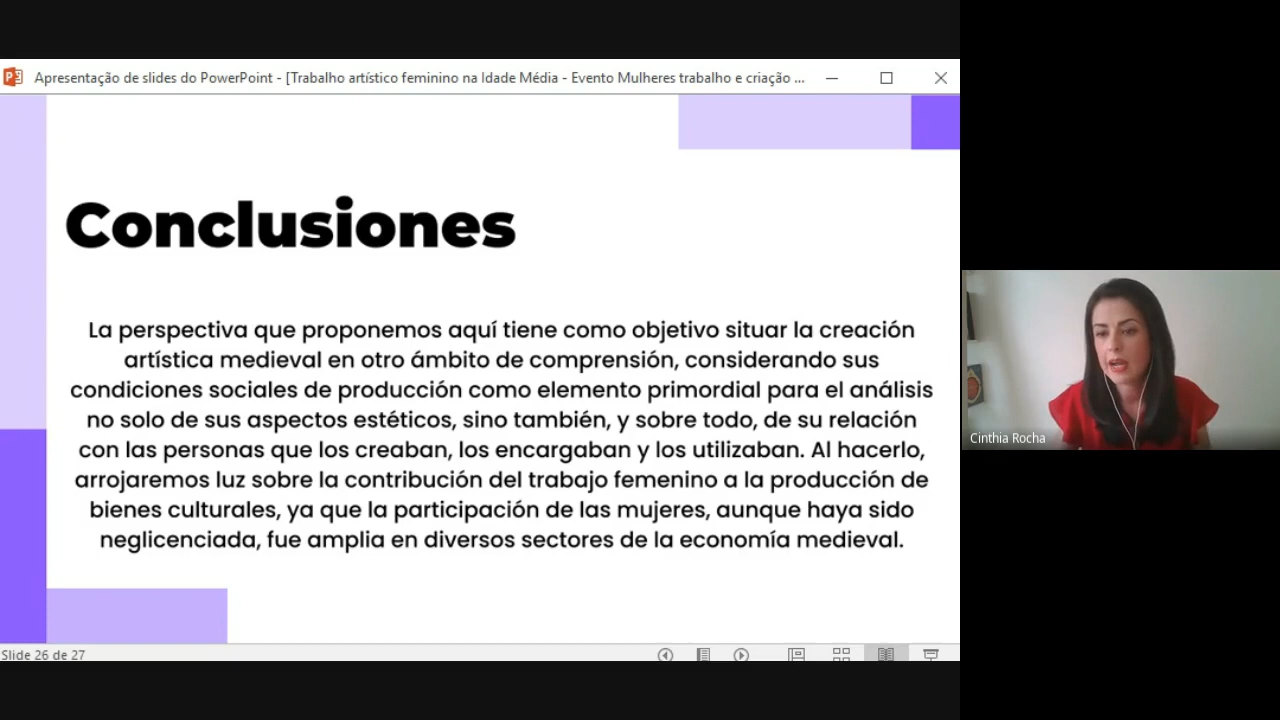 Apresentação de slides do PowerPoint - [Trabalho artístico feminino na Idade Média - Evento Mulheres trabalho e criação ...
Conclusiones
La perspectiva que proponemos aquí tiene como objetivo situar la creación
artística medieval en otro ámbito de comprensión, considerando sus
condiciones sociales de producción como elemento primordial para el análisis
no solo de sus aspectos estéticos, sino también, y sobre todo, de su relación
con las personas que los creaban, los encargaban y los utilizaban. Al hacerlo,
arrojaremos luz sobre la contribución del trabajo femenino a la producción de
bienes culturales, ya que la participación de las mujeres, aunque haya sido
neglicenciada, fue amplia en diversos sectores de la economía medieval.
Slide 26 de 27
Cinthia Rocha